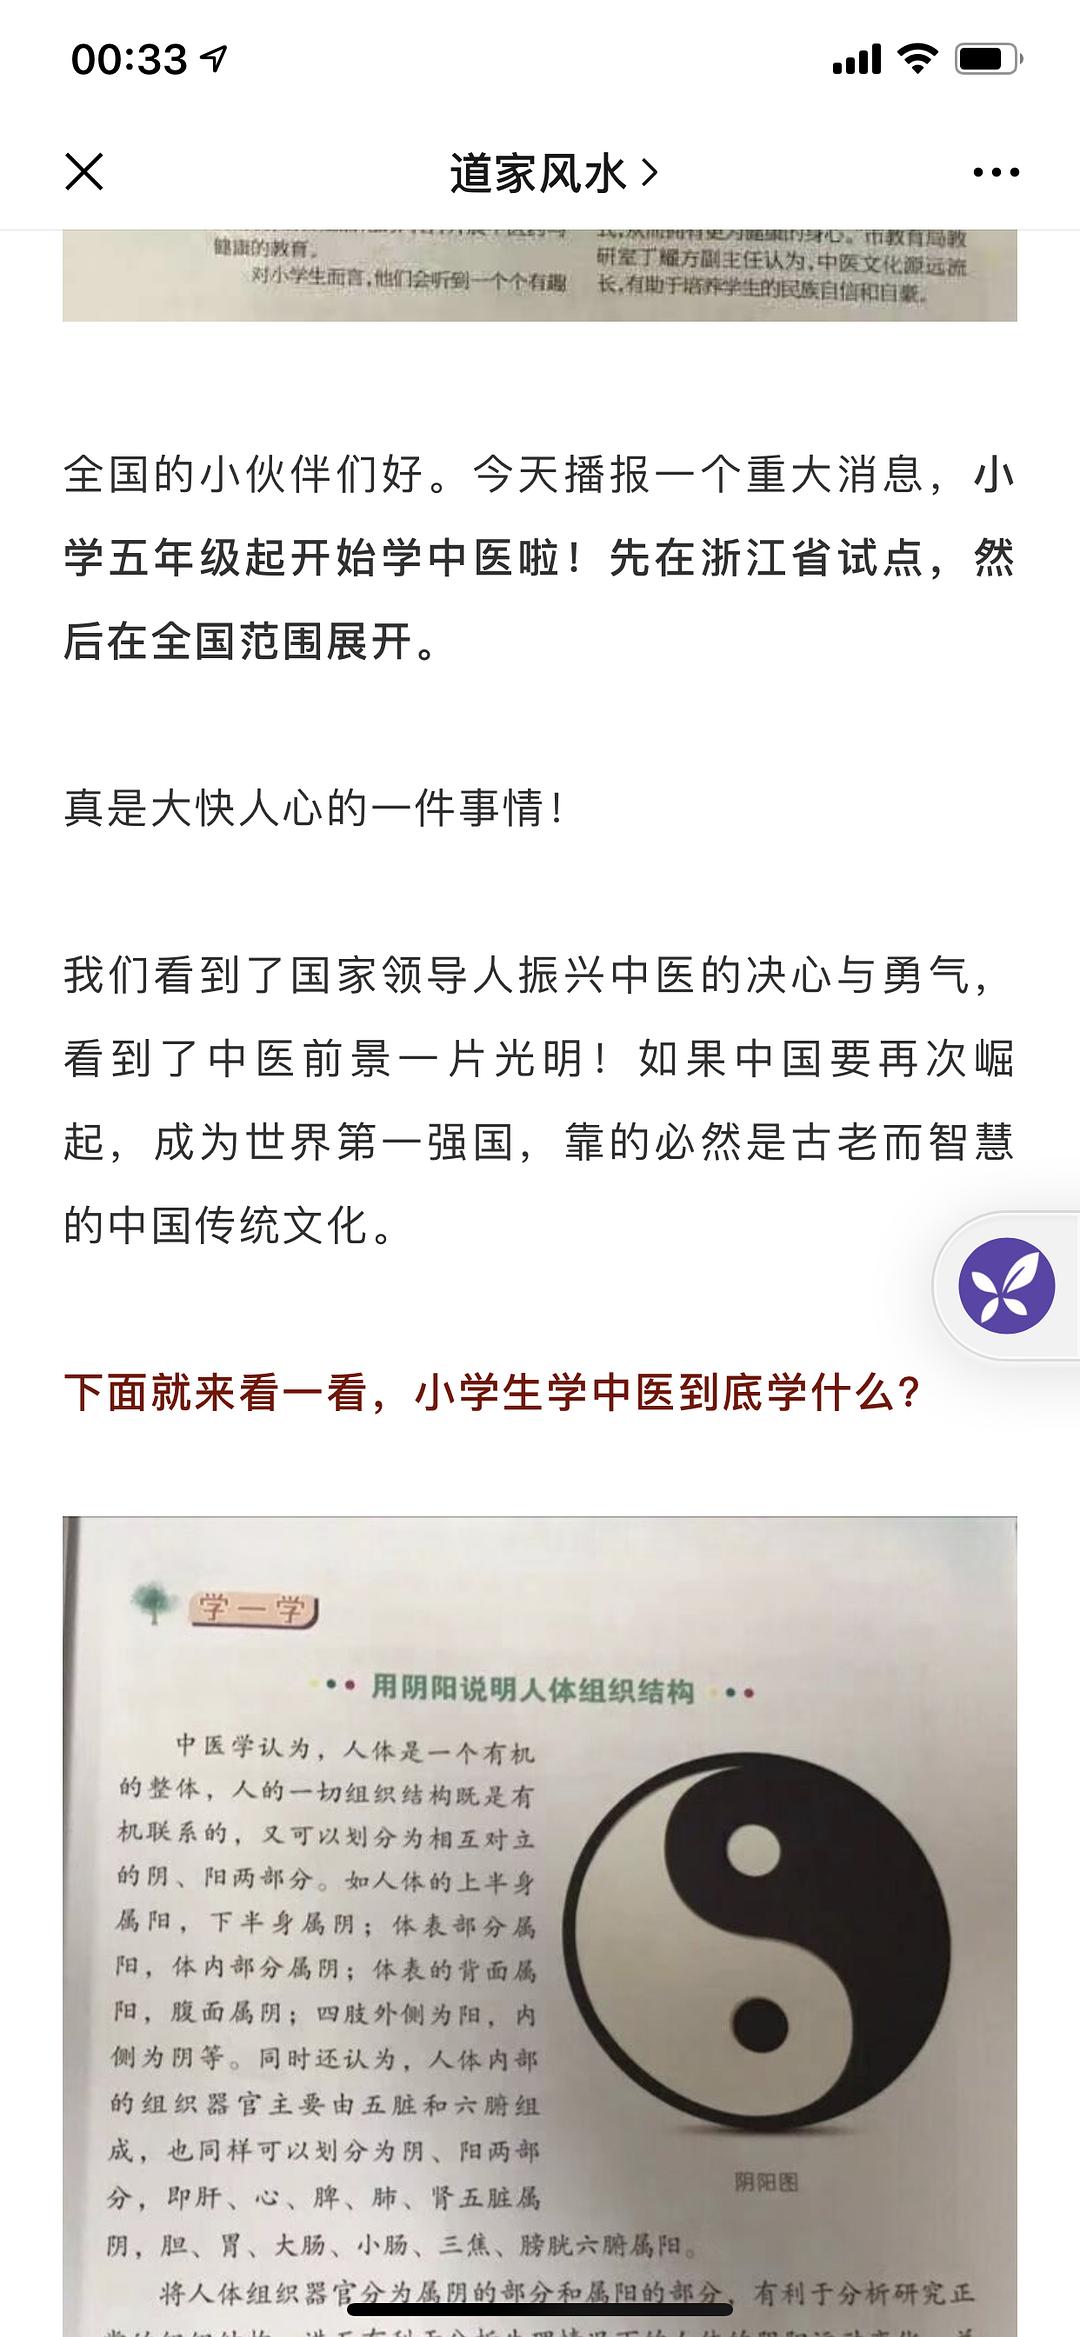 00:33
道家风水
健康的教育。
对小学生而言,他们会听到一个个有趣
式,从而拥有更为健康的身心。”市教育局教
研室丁耀方副主任认为,中医文化源远流
长,有助于培养学生的民族自信和自豪。
全国的小伙伴们好。今天播报一个重大消息，小
学五年级起开始学中医啦！先在浙江省试点，然
后在全国范围展开。
真是大快人心的一件事情！
我们看到了国家领导人振兴中医的决心与勇气，
看到了中医前景一片光明！如果中国要再次崛
起，成为世界第一强国，靠的必然是古老而智慧
的中国传统文化。
下面就来看一看，小学生学中医到底学什么？
学一学
用阴阳说明人体组织结构
中医学认为，人体是一个有机
的整体，人的一切组织结构既是有
机联系的，又可以划分为相互对立
的阴、阳两部分。如人体的上半身
属阳，下半身属阴；体表部分属
阳，体内部分属阴；体表的背面属
阳，腹面属阴；四肢外侧为阳，内
侧为阴等。同时还认为，人体内部
的组织器官主要由五脏和六腑组
成，也同样可以划分为阴、阳两部
分，即肝、心、脾、肺、肾五脏属
阴，胆、胃、大肠、小肠、三焦、膀胱六腑属阳。
阴阳图
将人体组织器官分为属阴的部分和属阳的部分，有利于分析研究正